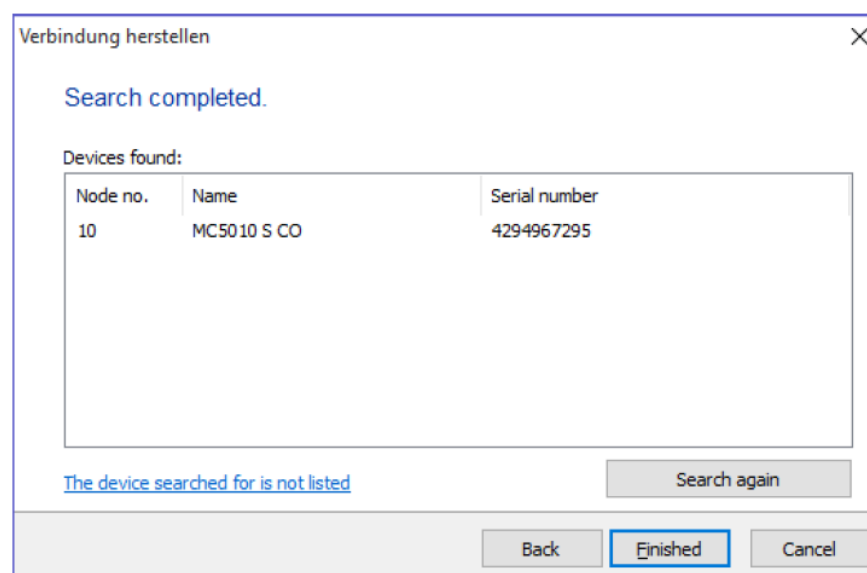 Verbindung herstellen
Search completed.
Devices found:
Node no. Name Serial number
10 MC5010 S CO 4294967295
The device searched for is not listed
Search again
Back Finished Cancel